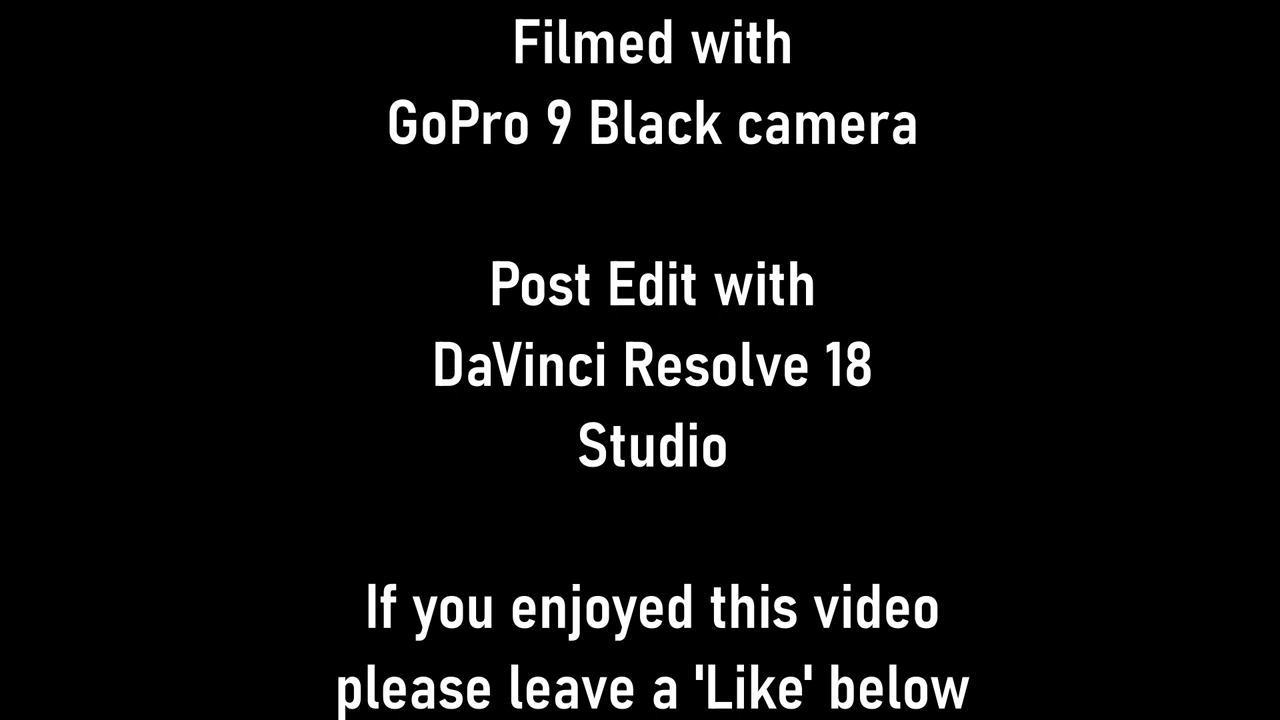 Filmed with
GoPro 9 Black camera
Post Edit with
DaVinci Resolve 18
Studio
If you enjoyed this video
please leave a 'Like' below